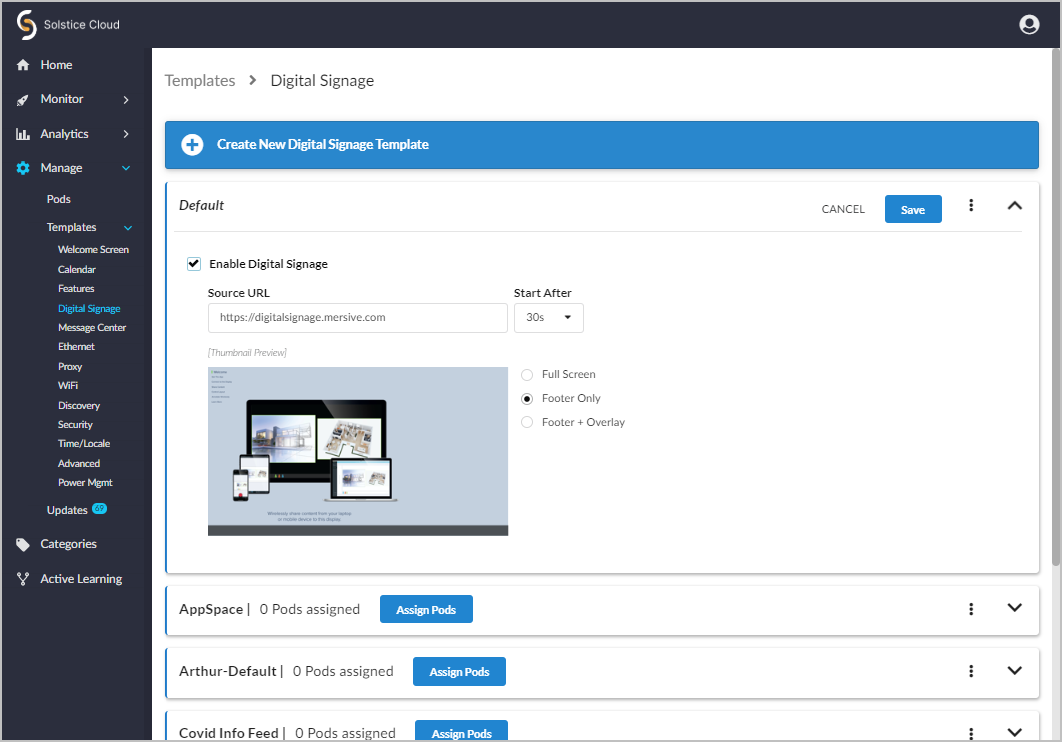 Solstice Cloud
Home
Monitor
Analytics
Manage
Pods
Templates
Welcome Screen
Calendar
Features
Digital Signage
Message Center
Ethernet
Proxy
WiFi
Discovery
Security
Time/Locale
Advanced
Power Mgmt
Updates 69
Categories
Active Learning
Templates > Digital Signage
Create New Digital Signage Template
Default
CANCEL
Save
Enable Digital Signage
Source URL
Start After
https://digitalsignage.mersive.com
30s
[Thumbnail Preview]
Full Screen
Footer Only
Footer + Overlay
Wirelessly share content from your laptop
or mobile device to this display.
AppSpace | 0 Pods assigned
Assign Pods
Arthur-Default | 0 Pods assigned
Assign Pods
Covid Info Feed | 0 Pods assigned
Assign Pods